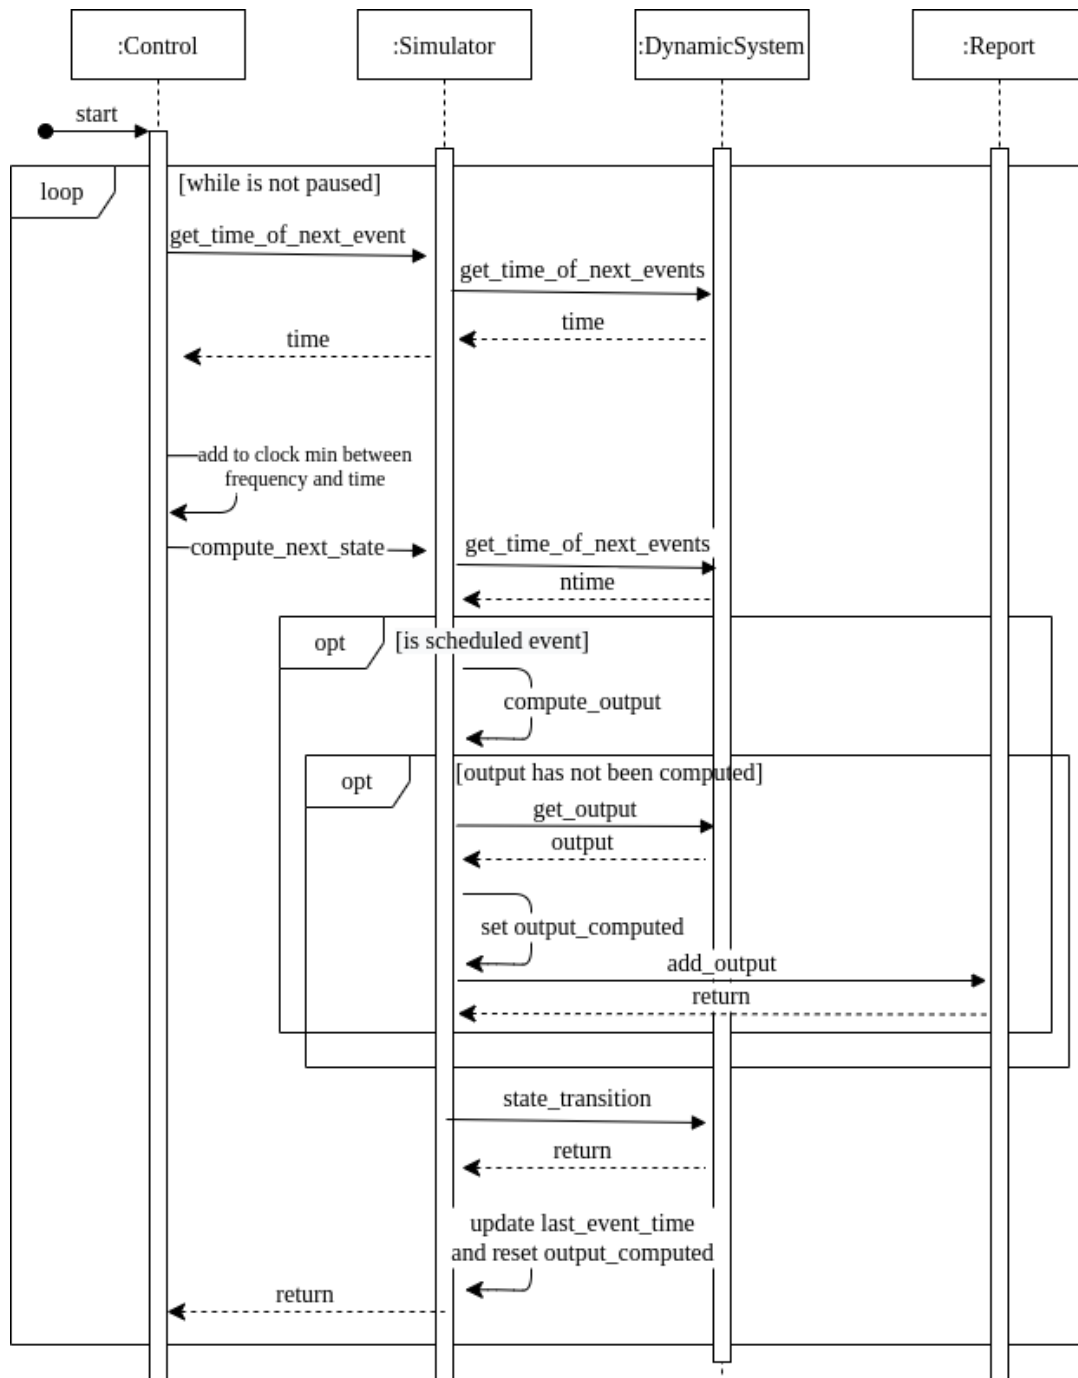 :Control
:Simulator
:DynamicSystem
:Report
start
loop
[while is not paused]
get_time_of_next_event
get_time_of_next_events
time
time
add to clock min between
frequency and time
compute_next_state
get_time_of_next_events
ntime
opt
[is scheduled event]
compute_output
opt
[output has not been computed]
get_output
output
set output_computed
add_output
return
state_transition
return
update last_event_time
and reset output_computed
return